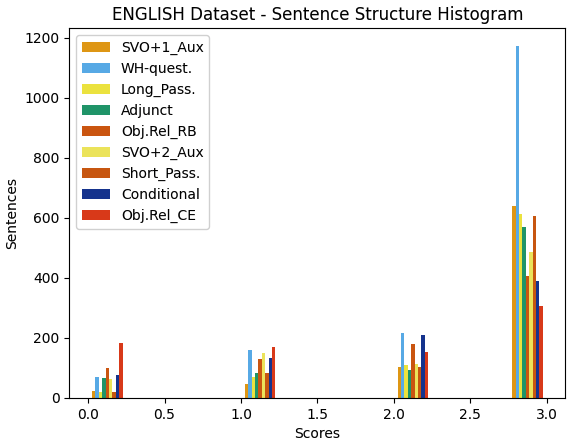 ENGLISH Dataset - Sentence Structure Histogram
1200
1000
800
600
400
200
0
Sentences
SVO+1_Aux
WH-quest.
Long_Pass.
Adjunct
Obj.Rel_RB
SVO+2_Aux
Short_Pass.
Conditional
Obj.Rel_CE
0.0 0.5 1.0 1.5 2.0 2.5 3.0
Scores